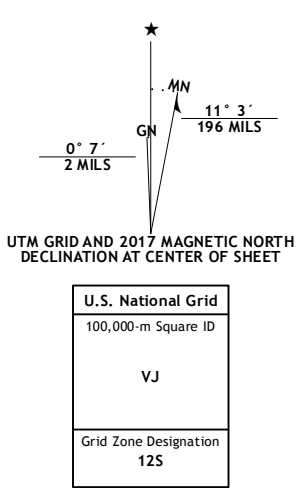 ★
MN
GN
11° 3´
196 MILS
0° 7´
2 MILS
UTM GRID AND 2017 MAGNETIC NORTH
DECLINATION AT CENTER OF SHEET
U.S. National Grid
100,000-m Square ID
VJ
Grid Zone Designation
12S